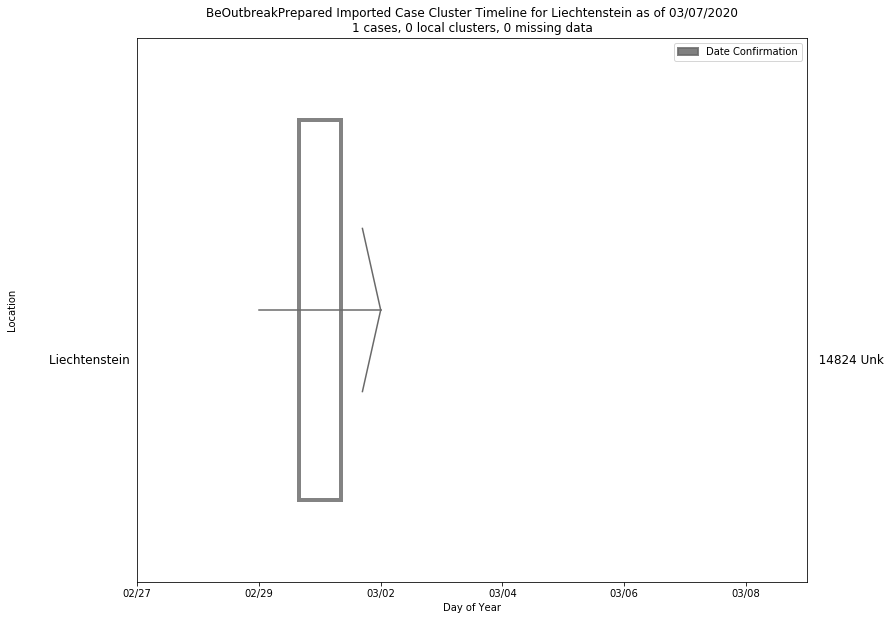 BeOutbreakPrepared Imported Case Cluster Timeline for Liechtenstein as of 03/07/2020
1 cases, 0 local clusters, 0 missing data
Date Confirmation
Location
Liechtenstein
14824 Unk
02/27
02/29
03/02
03/04
03/06
03/08
Day of Year